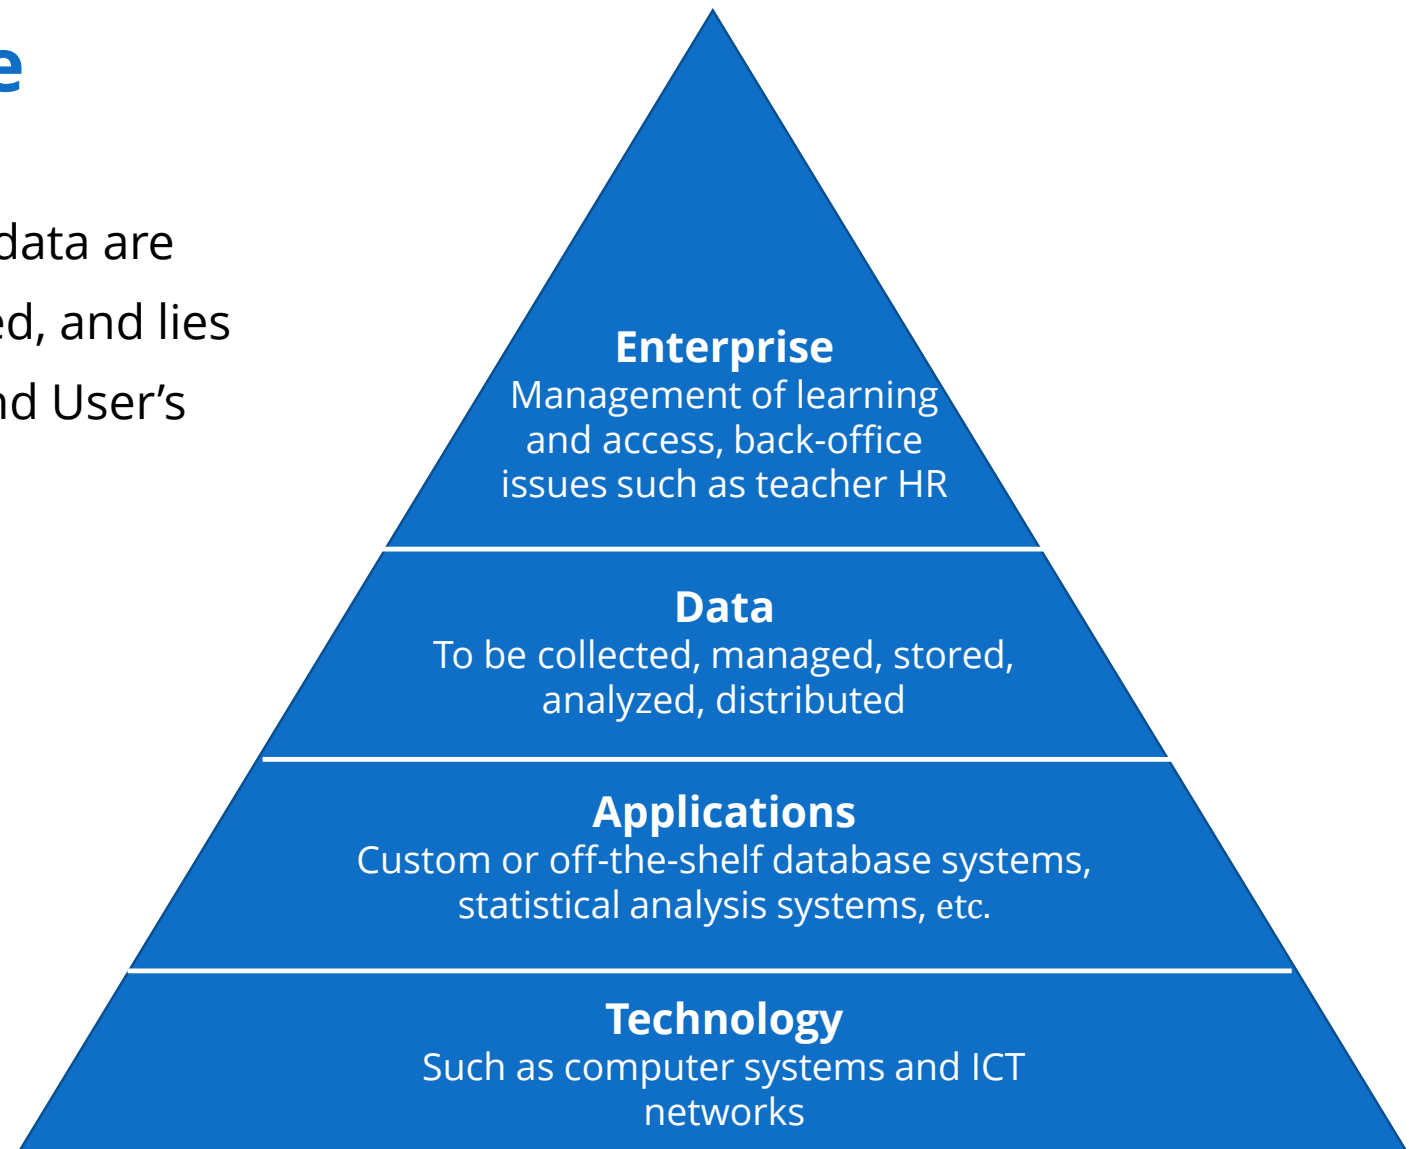 e
data are
ed, and lies
nd User’s
Enterprise
Management of learning
and access, back-office
issues such as teacher HR
Data
To be collected, managed, stored,
analyzed, distributed
Applications
Custom or off-the-shelf database systems,
statistical analysis systems, etc.
Technology
Such as computer systems and ICT
networks